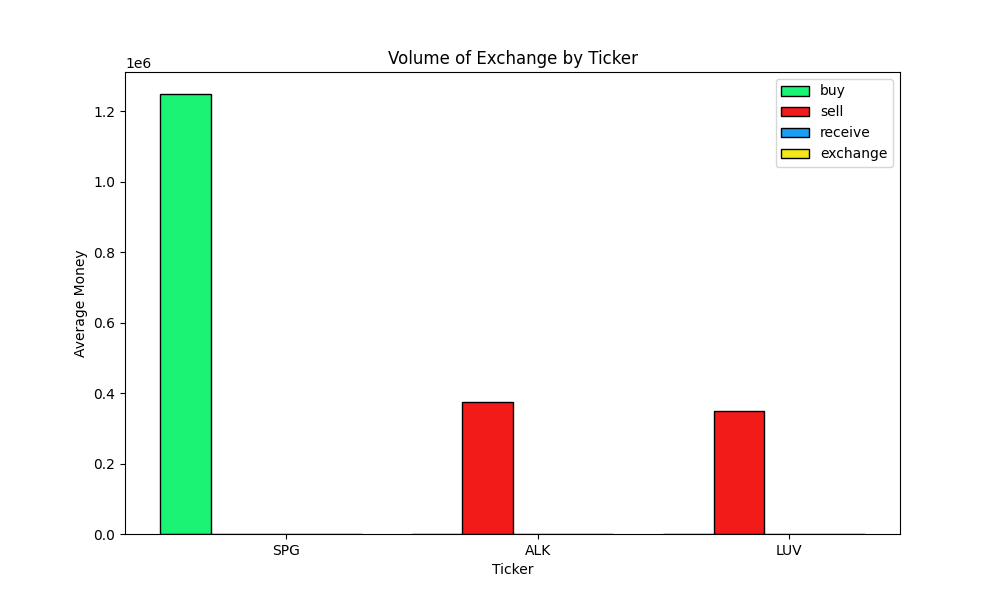 Volume of Exchange by Ticker
1e6
buy
sell
receive
exchange
1.2
1.0
0.8
0.6
0.4
0.2
0.0
Average Money
SPG
ALK
LUV
Ticker